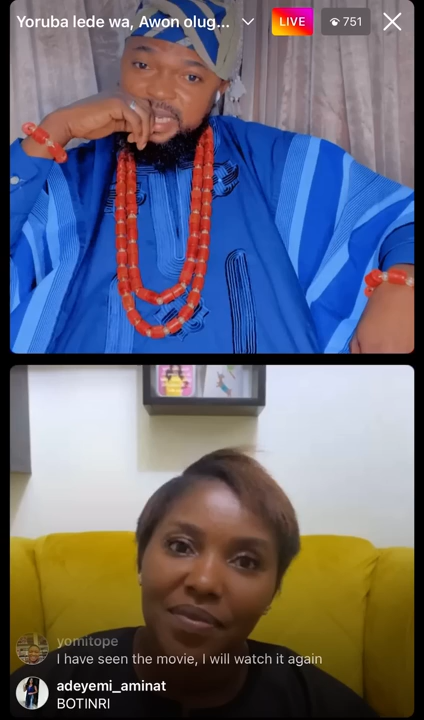 Yoruba lede wa, Awon olug...
LIVE
751
yomitope
I have seen the movie, I will watch it again
adeyemi_aminat
BOTINRI